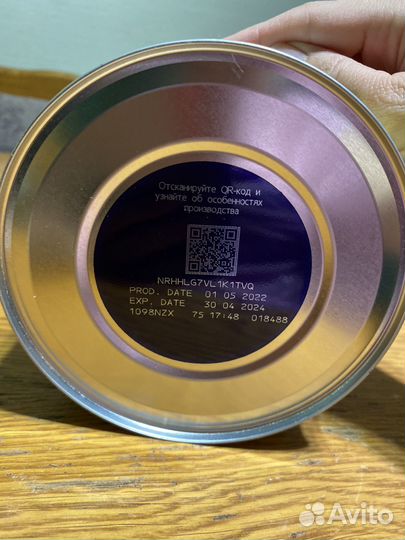 Отсканируйте QR-код и
узнайте об особенностях
производства
NRHHLG7VL1K1TVQ
PROD. DATE 01 05 2022
EXP. DATE 30 04 2024
1098NZX 75 17:48 018488
Avito